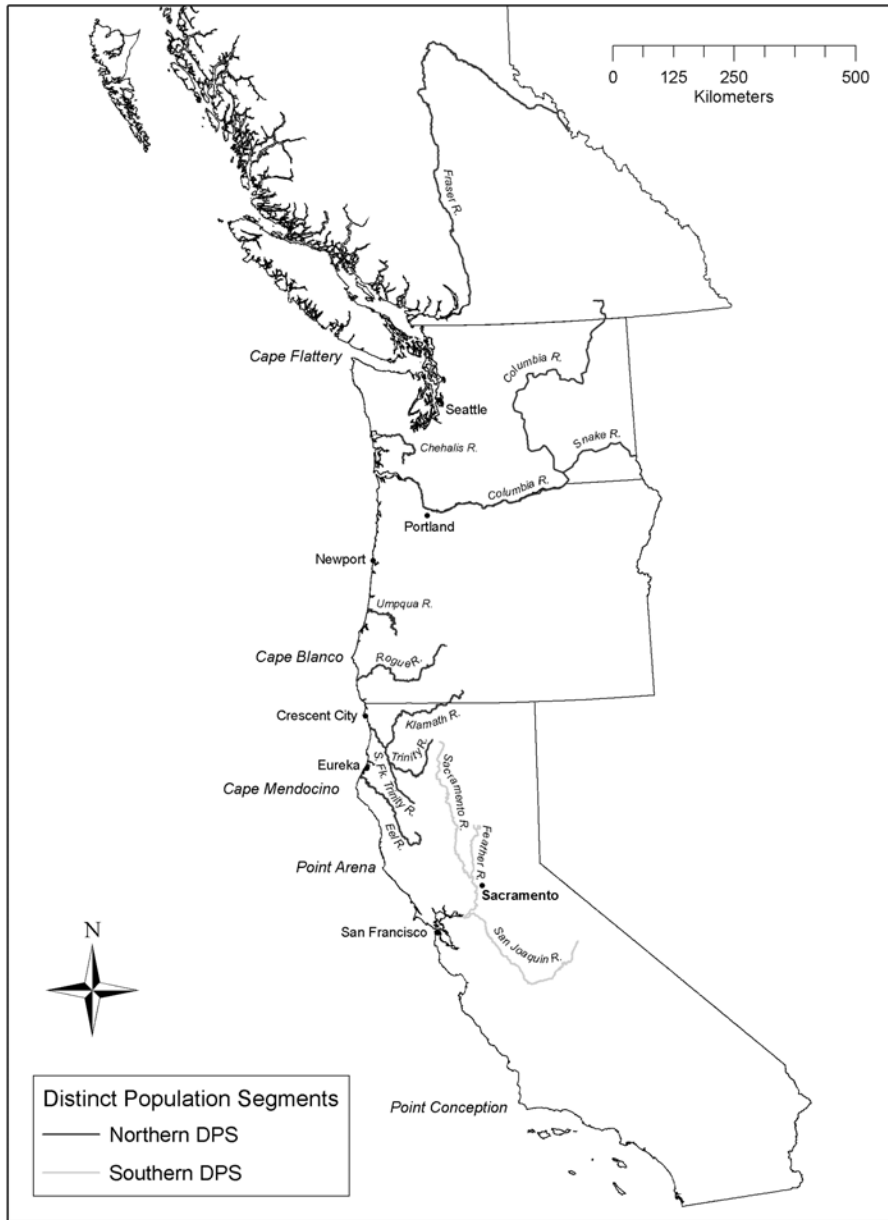 0 125 250 500
Kilometers
Fraser R.
Cape Flattery
Columbia R.
Seattle
Chehalis R.
Snake R.
Columbia R.
Portland
Newport
Umpqua R.
Cape Blanco
Rogue R.
Crescent City
Klamath R.
Trinity R.
Eureka
S. Fk. Trinity R.
Sacramento R.
Cape Mendocino
Eel R.
Feather R.
Point Arena
Sacramento
San Francisco
San Joaquin R.
N
Point Conception
Distinct Population Segments
Northern DPS
Southern DPS